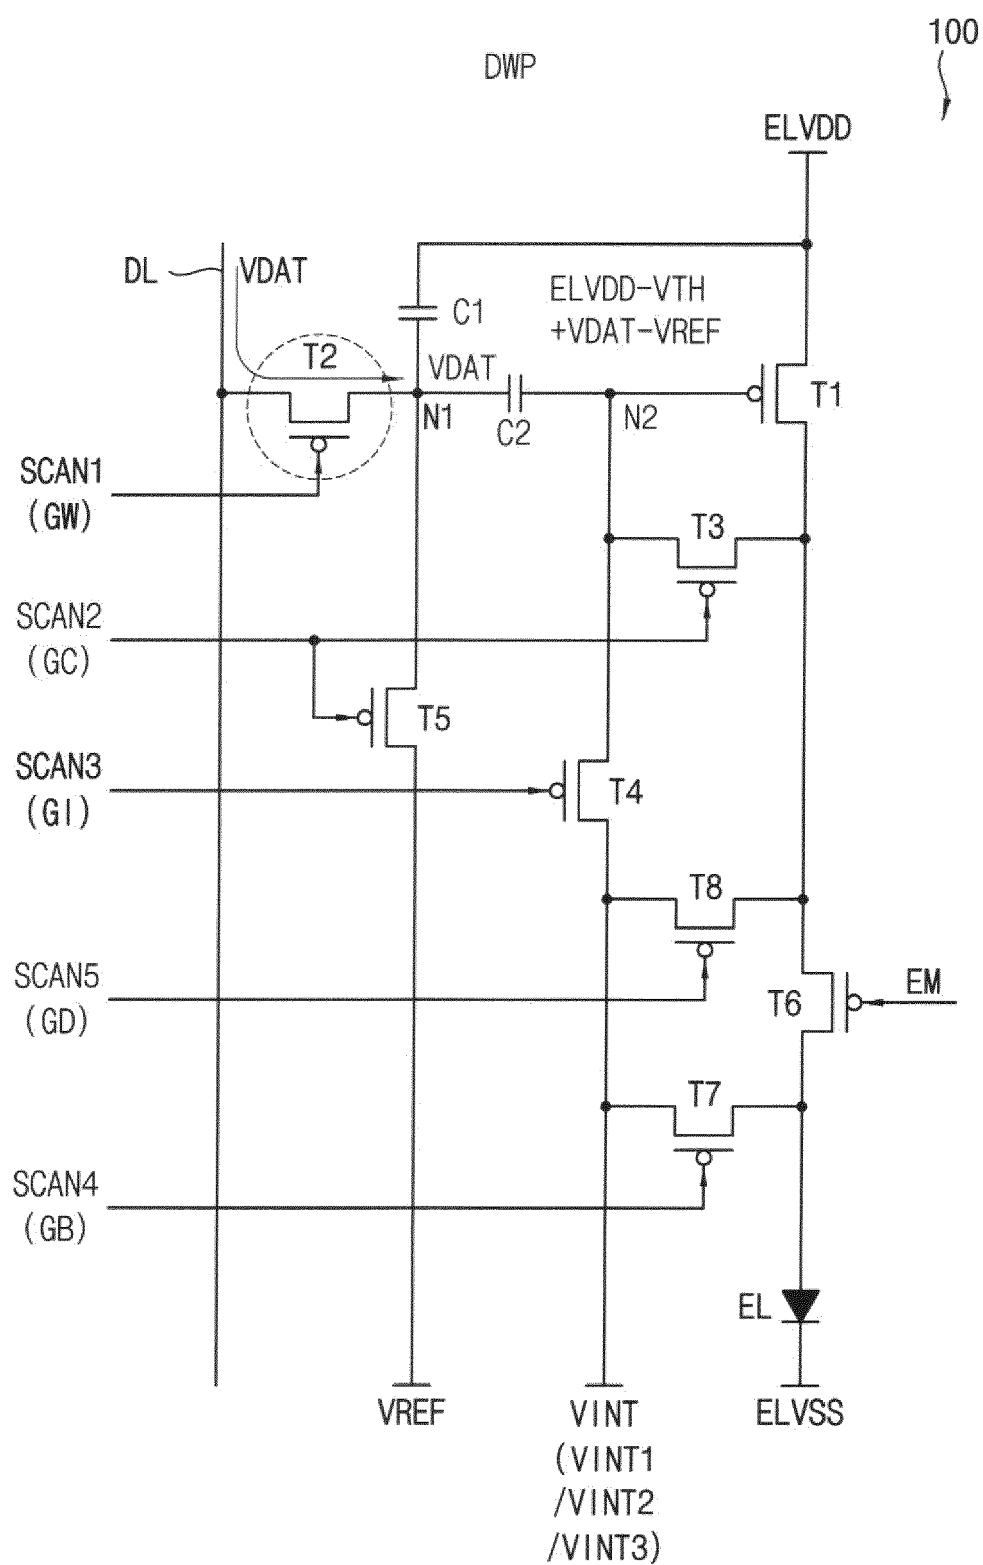 100
DWP
ELVDD
DL
VDAT
ELVDD-VTH
+VDAT-VREF
C1
T2
VDAT
T1
N1
C2
N2
SCAN1
(GW)
T3
SCAN2
(GC)
T5
SCAN3
(GI)
T4
T8
SCAN5
(GD)
T6
EM
T7
SCAN4
(GB)
EL
VREF
VINT
(VINT1
/VINT2
/VINT3)
ELVSS